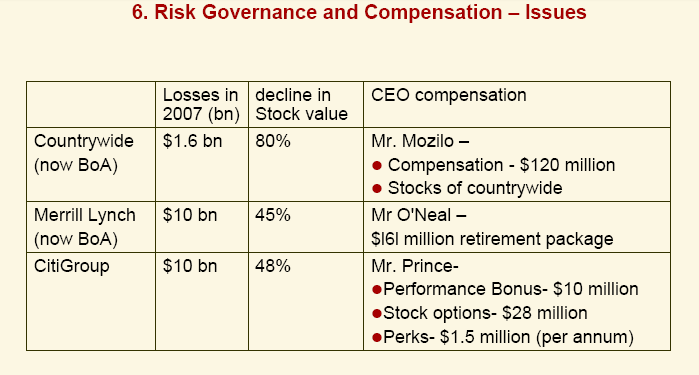 6. Risk Governance and Compensation – Issues
Losses in 2007 (bn)
decline in Stock value
CEO compensation
Countrywide (now BoA)
$1.6 bn
80%
Mr. Mozilo –
● Compensation - $120 million
● Stocks of countrywide
Merrill Lynch (now BoA)
$10 bn
45%
Mr O'Neal –
$l6l million retirement package
CitiGroup
$10 bn
48%
Mr. Prince-
●Performance Bonus- $10 million
●Stock options- $28 million
●Perks- $1.5 million (per annum)